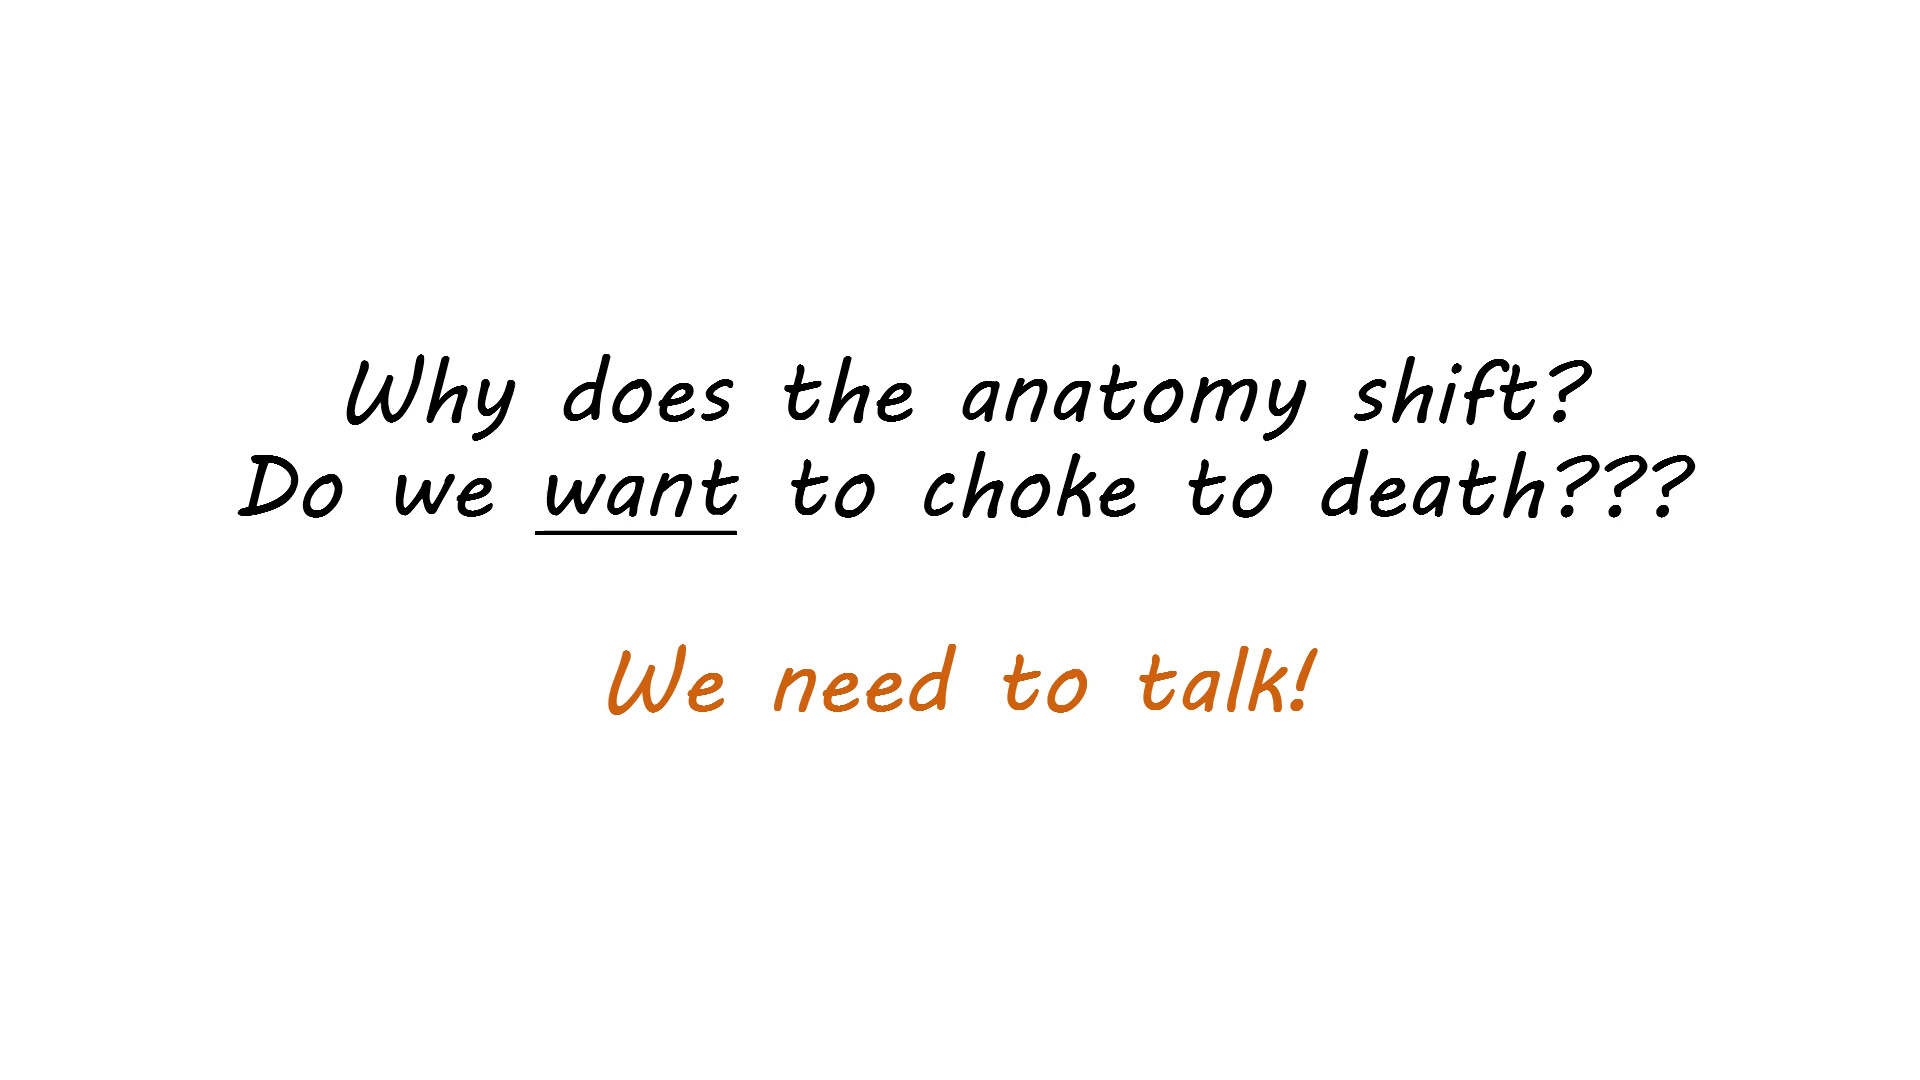 Why does the anatomy shift?
Do we want to choke to death???
We need to talk!